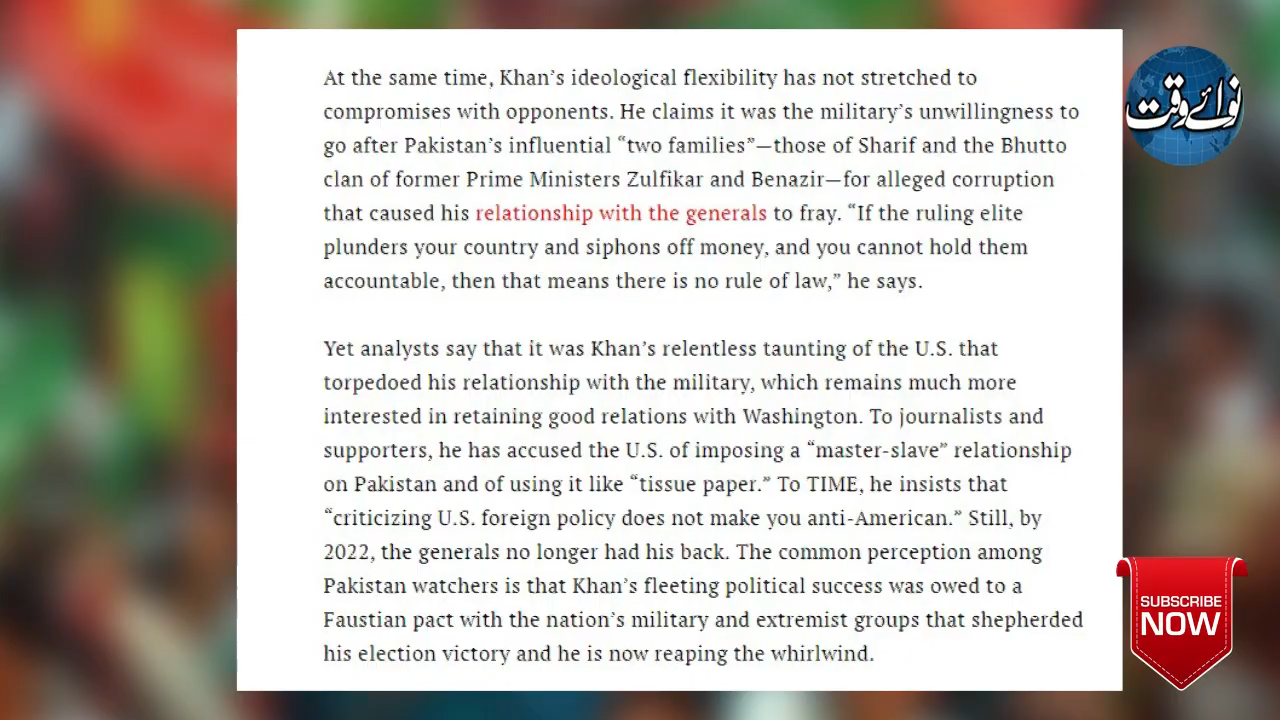 At the same time, Khan’s ideological flexibility has not stretched to
compromises with opponents. He claims it was the military’s unwillingness to
go after Pakistan’s influential “two families”—those of Sharif and the Bhutto
clan of former Prime Ministers Zulfikar and Benazir—for alleged corruption
that caused his relationship with the generals to fray. “If the ruling elite
plunders your country and siphons off money, and you cannot hold them
accountable, then that means there is no rule of law,” he says.
Yet analysts say that it was Khan’s relentless taunting of the U.S. that
torpedoed his relationship with the military, which remains much more
interested in retaining good relations with Washington. To journalists and
supporters, he has accused the U.S. of imposing a “master-slave” relationship
on Pakistan and of using it like “tissue paper.” To TIME, he insists that
“criticizing U.S. foreign policy does not make you anti-American.” Still, by
2022, the generals no longer had his back. The common perception among
Pakistan watchers is that Khan’s fleeting political success was owed to a
Faustian pact with the nation’s military and extremist groups that shepherded
his election victory and he is now reaping the whirlwind.
نوائے وقت
SUBSCRIBE
NOW